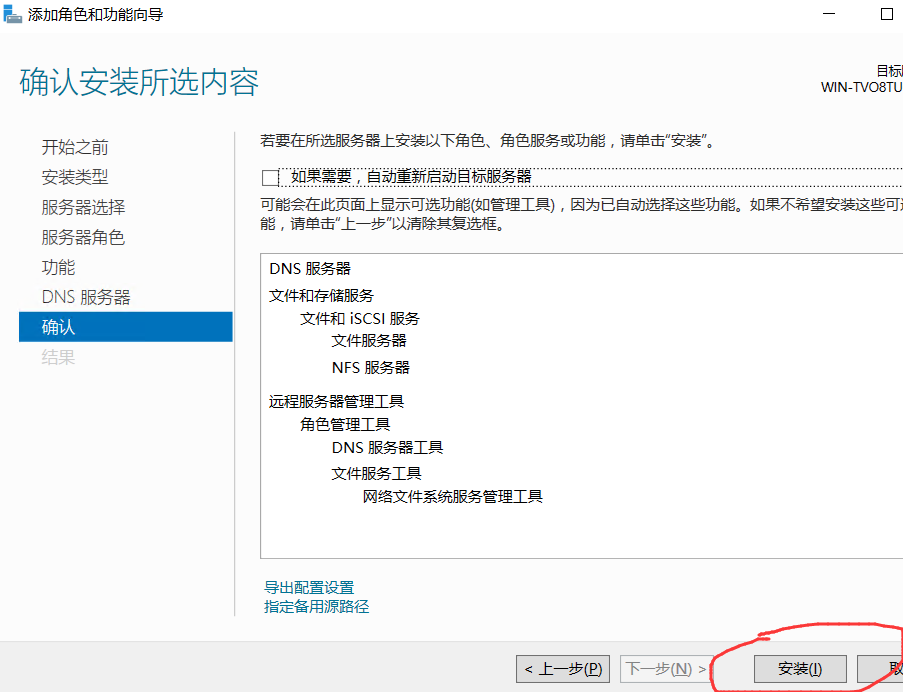 添加角色和功能向导
确认安装所选内容
目标
WIN-TVO8TU
开始之前
安装类型
服务器选择
服务器角色
功能
DNS 服务器
确认
结果
若要在所选服务器上安装以下角色、角色服务或功能，请单击“安装”。
如果需要，自动重新启动目标服务器
可能会在此页面上显示可选功能(如管理工具)，因为已自动选择这些功能。如果不希望安装这些可
能，请单击“上一步”以清除其复选框。
DNS 服务器
文件和存储服务
文件和 iSCSI 服务
文件服务器
NFS 服务器
远程服务器管理工具
角色管理工具
DNS 服务器工具
文件服务工具
网络文件系统服务管理工具
导出配置设置
指定备用源路径
< 上一步(P)
下一步(N) >
安装(I)
取